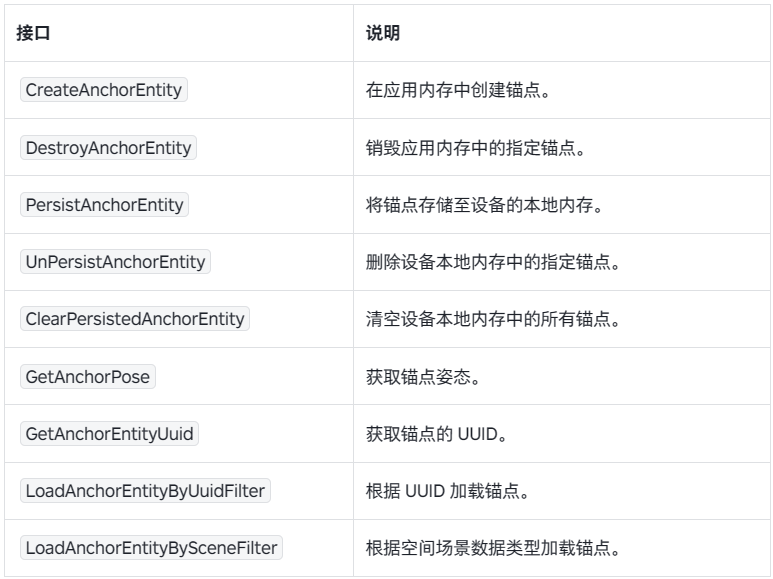 接口 说明
CreateAnchorEntity 在应用内存中创建锚点。
DestroyAnchorEntity 销毁应用内存中的指定锚点。
PersistAnchorEntity 将锚点存储至设备的本地内存。
UnPersistAnchorEntity 删除设备本地内存中的指定锚点。
ClearPersistedAnchorEntity 清空设备本地内存中的所有锚点。
GetAnchorPose 获取锚点姿态。
GetAnchorEntityUuid 获取锚点的 UUID。
LoadAnchorEntityByUuidFilter 根据 UUID 加载锚点。
LoadAnchorEntityBySceneFilter 根据空间场景数据类型加载锚点。